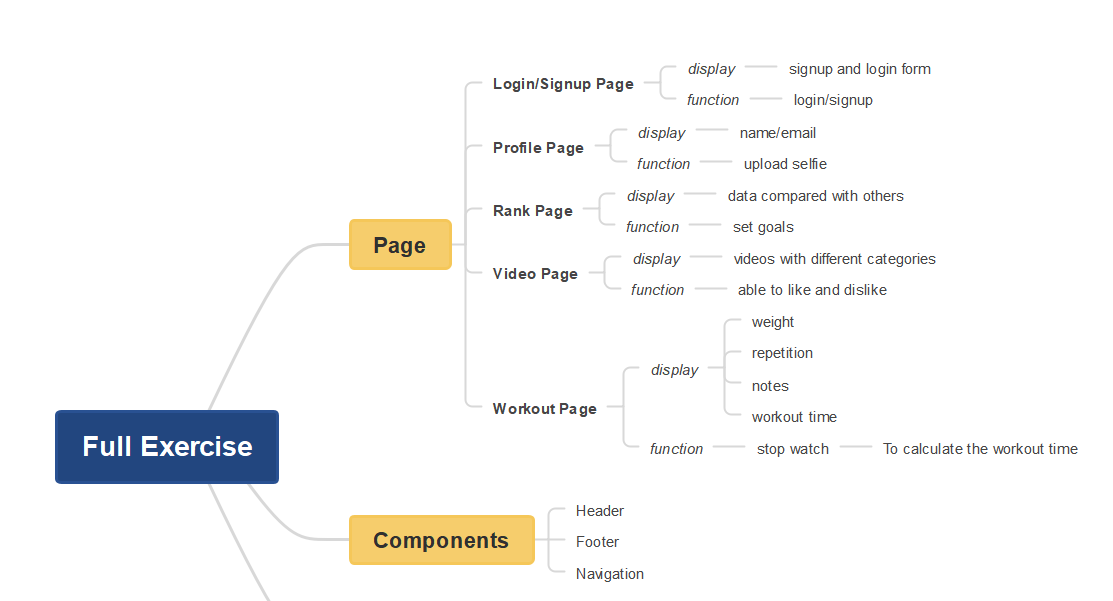 Full Exercise
Page
Login/Signup Page
display
signup and login form
function
login/signup
Profile Page
display
name/email
function
upload selfie
Rank Page
display
data compared with others
function
set goals
Video Page
display
videos with different categories
function
able to like and dislike
Workout Page
display
weight
repetition
notes
workout time
function
stop watch
To calculate the workout time
Components
Header
Footer
Navigation